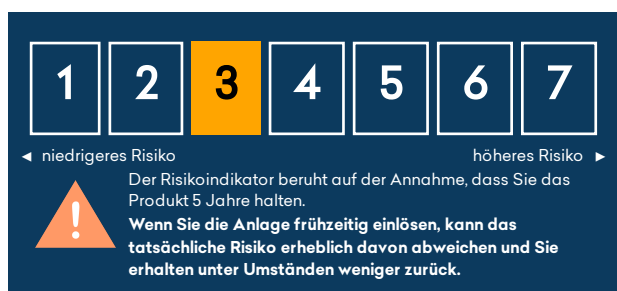 1 2 3 4 5 6 7
◄ niedrigeres Risiko höheres Risiko ►
Der Risikoindikator beruht auf der Annahme, dass Sie das
Produkt 5 Jahre halten.
!
Wenn Sie die Anlage frühzeitig einlösen, kann das
tatsächliche Risiko erheblich davon abweichen und Sie
erhalten unter Umständen weniger zurück.